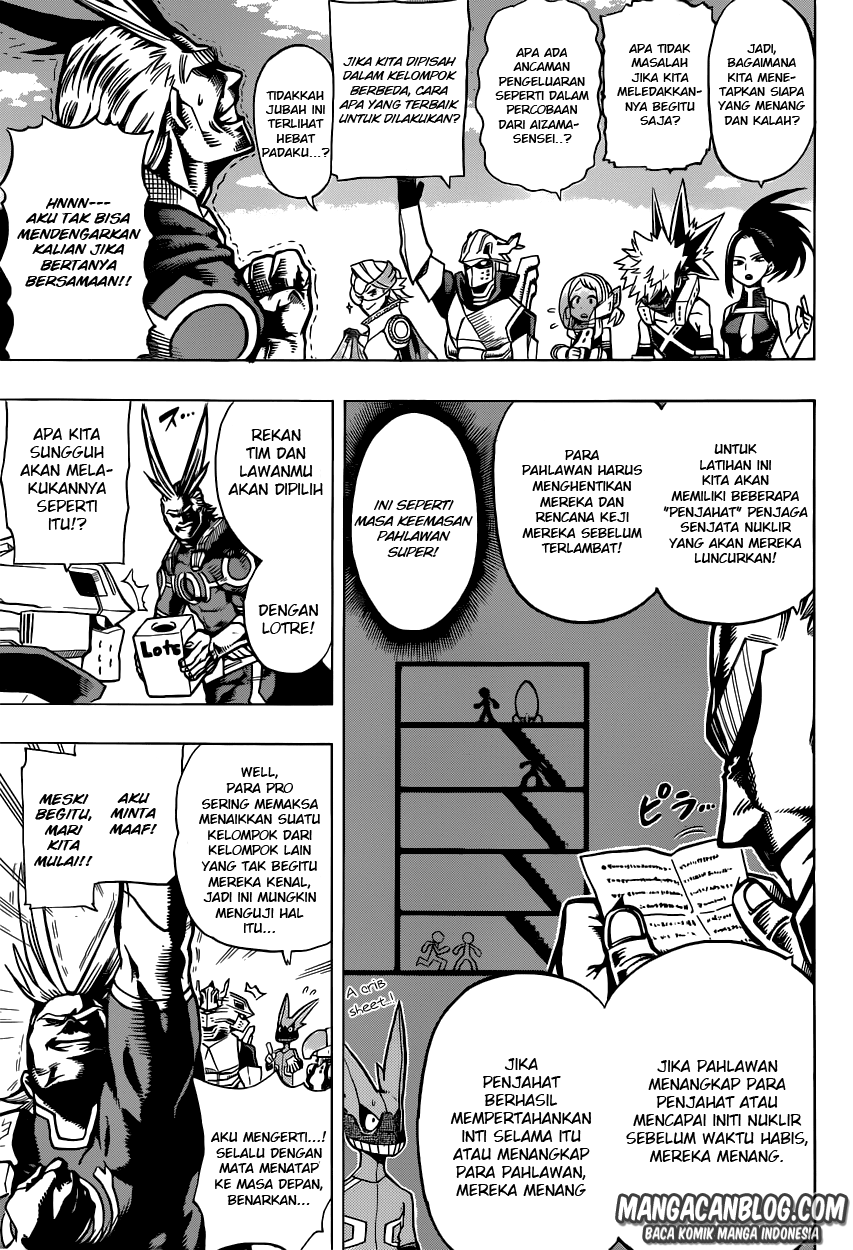 JADI,
BAGAIMANA
KITA MENE-
TAPKAN SIAPA
YANG MENANG
DAN KALAH?
APA TIDAK
MASALAH
JIKA KITA
MELEDAKKAN-
NYA BEGITU
SAJA?
APA ADA
ANCAMAN
PENGELUARAN
SEPERTI DALAM
PERCOBAAN
DARI AIZAMA-
SENSEI..?
JIKA KITA DIPISAH
DALAM KELOMPOK
BERBEDA, CARA
APA YANG TERBAIK
UNTUK DILAKUKAN?
TIDAKKAH
JUBAH INI
TERLIHAT
HEBAT
PADAKU...?
HNNN---
AKU TAK BISA
MENDENGARKAN
KALIAN JIKA
BERTANYA
BERSAMAAN!!
UNTUK
LATIHAN INI
KITA AKAN
MEMILIKI BEBERAPA
"PENJAHAT" PENJAGA
SENJATA NUKLIR
YANG AKAN MEREKA
LUNCURKAN!
PARA
PAHLAWAN HARUS
MENGHENTIKAN
MEREKA DAN
RENCANA KEJI
MEREKA SEBELUM
TERLAMBAT!
INI SEPERTI
MASA KEEMASAN
PAHLAWAN
SUPER!
ピラ...
A crib
sheet..!
JIKA PAHLAWAN
MENANGKAP PARA
PENJAHAT ATAU
MENCAPAI INITI NUKLIR
SEBELUM WAKTU HABIS,
MEREKA MENANG.
JIKA
PENJAHAT
BERHASIL
MEMPERTAHANKAN
INTI SELAMA ITU
ATAU MENANGKAP
PARA PAHLAWAN,
MEREKA MENANG
REKAN
TIM DAN
LAWANMU
AKAN DIPILIH
DENGAN
LOTRE!
ス...
Lots
APA KITA
SUNGGUH
AKAN MELA-
KUKANNYA
SEPERTI
ITU!?
WELL,
PARA PRO
SERING MEMAKSA
MENAIKKAN SUATU
KELOMPOK DARI
KELOMPOK LAIN
YANG TAK BEGITU
MEREKA KENAL,
JADI INI MUNGKIN
MENGUJI HAL
ITU...
AKU MENGERTI...!
SELALU DENGAN
MATA MENATAP
KE MASA DEPAN,
BENARKAN...
AKU
MINTA
MAAF!
MESKI
BEGITU,
MARI
KITA
MULAI!!
MANGACANBLOG.COM
BACA KOMIK MANGA INDONESIA